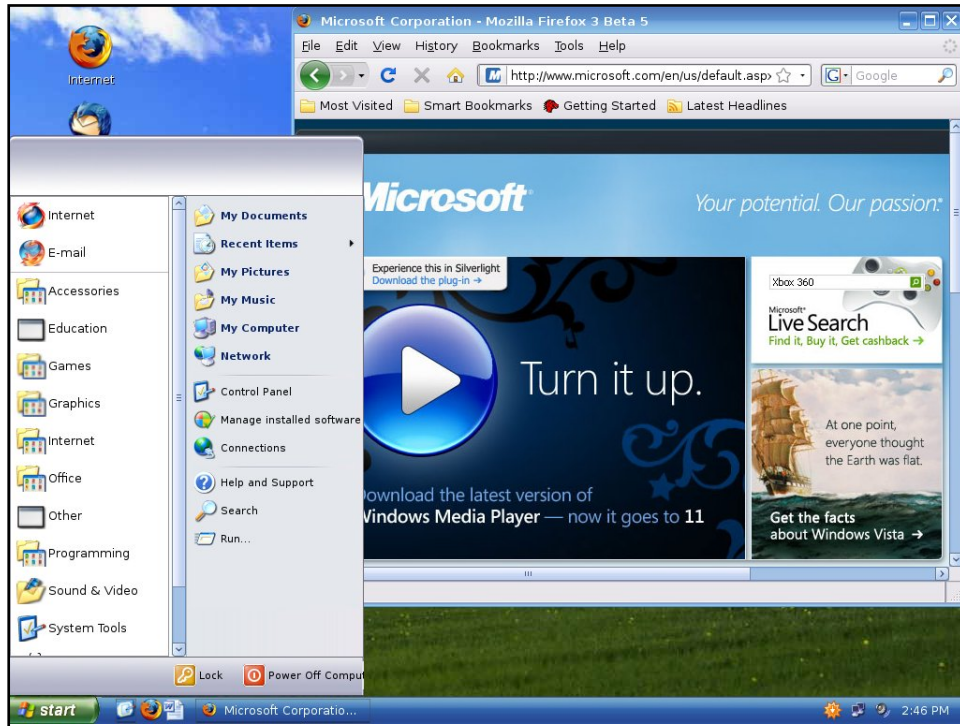 Microsoft Corporation - Mozilla Firefox 3 Beta 5
File Edit View History Bookmarks Tools Help
http://www.microsoft.com/en/us/default.asp
G Google
Most Visited Smart Bookmarks Getting Started Latest Headlines
Internet
Microsoft
Your potential. Our passion.
Experience this in Silverlight
Download the plug-in →
Turn it up.
Download the latest version of
Windows Media Player — now it goes to 11
Xbox 360
Microsoft
Live Search
Find it, Buy it, Get cashback →
At one point,
everyone thought
the Earth was flat.
Get the facts
about Windows Vista →
Internet
E-mail
Accessories
Education
Games
Graphics
Internet
Office
Other
Programming
Sound & Video
System Tools
My Documents
Recent Items
My Pictures
My Music
My Computer
Network
Control Panel
Manage installed software
Connections
Help and Support
Search
Run...
Lock
Power Off Comput
start
Microsoft Corporatio...
2:46 PM